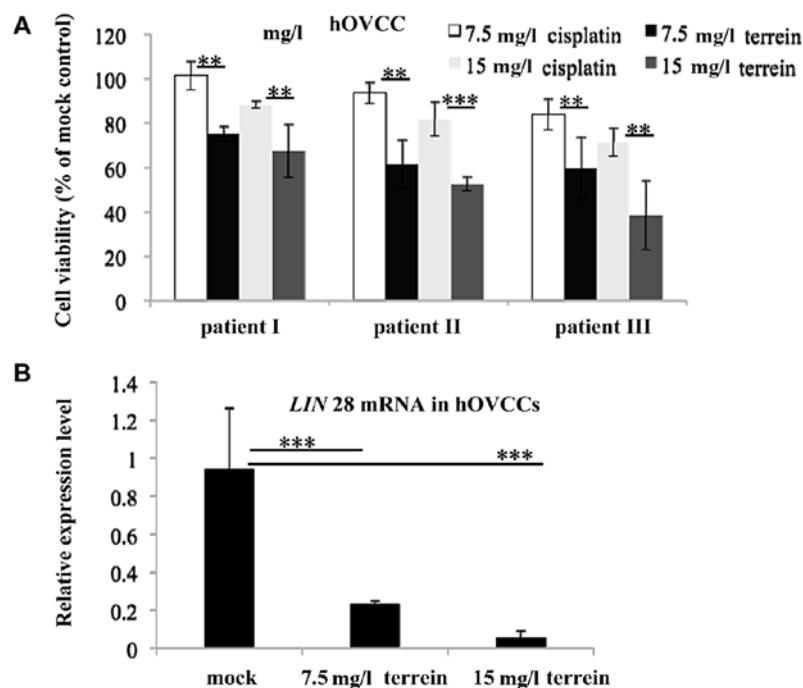 A
mg/l hOVCC
7.5 mg/l cisplatin 7.5 mg/l terrein
15 mg/l cisplatin 15 mg/l terrein
Cell viability (% of mock control)
120
100
80
60
40
20
0
** ** ** *** ** **
patient I patient II patient III
B
LIN 28 mRNA in hOVCCs
Relative expression level
1.4
1.2
1
0.8
0.6
0.4
0.2
0
*** ***
mock 7.5 mg/l terrein 15 mg/l terrein